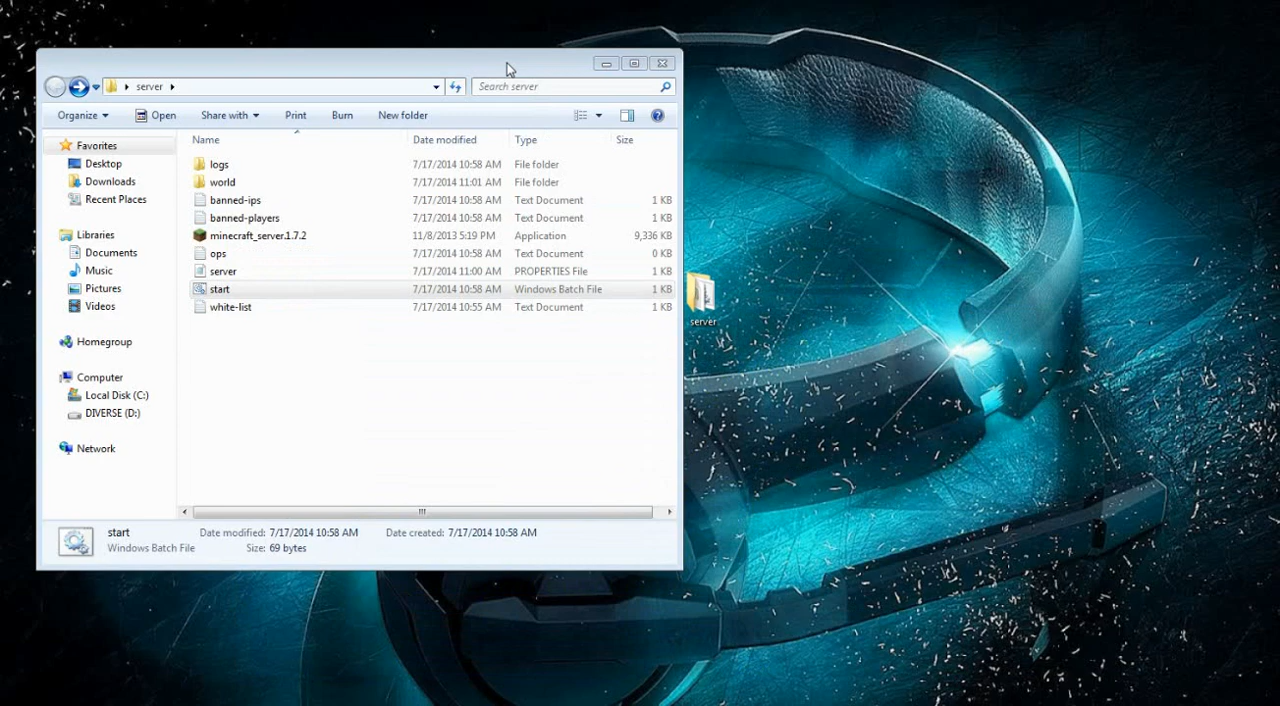 server
Search server
Organize Open Share with Print Burn New folder
Name Date modified Type Size
Favorites
Desktop
Downloads
Recent Places
Libraries
Documents
Music
Pictures
Videos
Homegroup
Computer
Local Disk (C:)
DIVERSE (D:)
Network
logs 7/17/2014 10:58 AM File folder
world 7/17/2014 11:01 AM File folder
banned-ips 7/17/2014 10:58 AM Text Document 1 KB
banned-players 7/17/2014 10:58 AM Text Document 1 KB
minecraft_server.1.7.2 11/8/2013 5:19 PM Application 9,336 KB
ops 7/17/2014 10:58 AM Text Document 0 KB
server 7/17/2014 11:00 AM PROPERTIES File 1 KB
start 7/17/2014 10:58 AM Windows Batch File 1 KB
white-list 7/17/2014 10:55 AM Text Document 1 KB
start Date modified: 7/17/2014 10:58 AM Date created: 7/17/2014 10:58 AM
Windows Batch File Size: 69 bytes
server